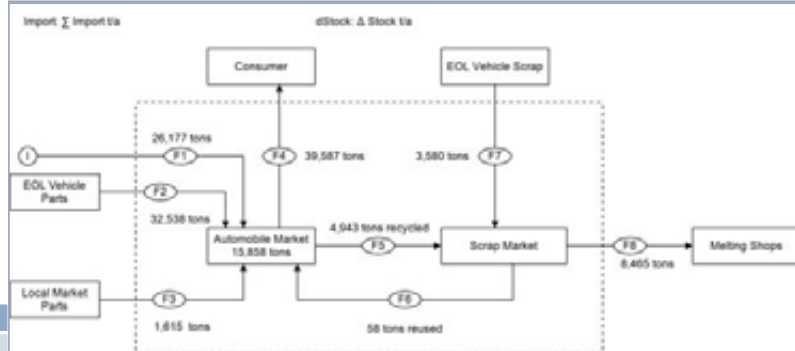 Import: ∑ Import t/a
dStock: Δ Stock t/a
Consumer
EOL Vehicle Scrap
26,177 tons
I
F1
F4
39,587 tons
3,580 tons
F7
EOL Vehicle
Parts
F2
32,538 tons
4,943 tons recycled
Automobile Market
15,858 tons
F5
Scrap Market
F8
Melting Shops
8,465 tons
Local Market
Parts
F3
F6
1,615 tons
58 tons reused